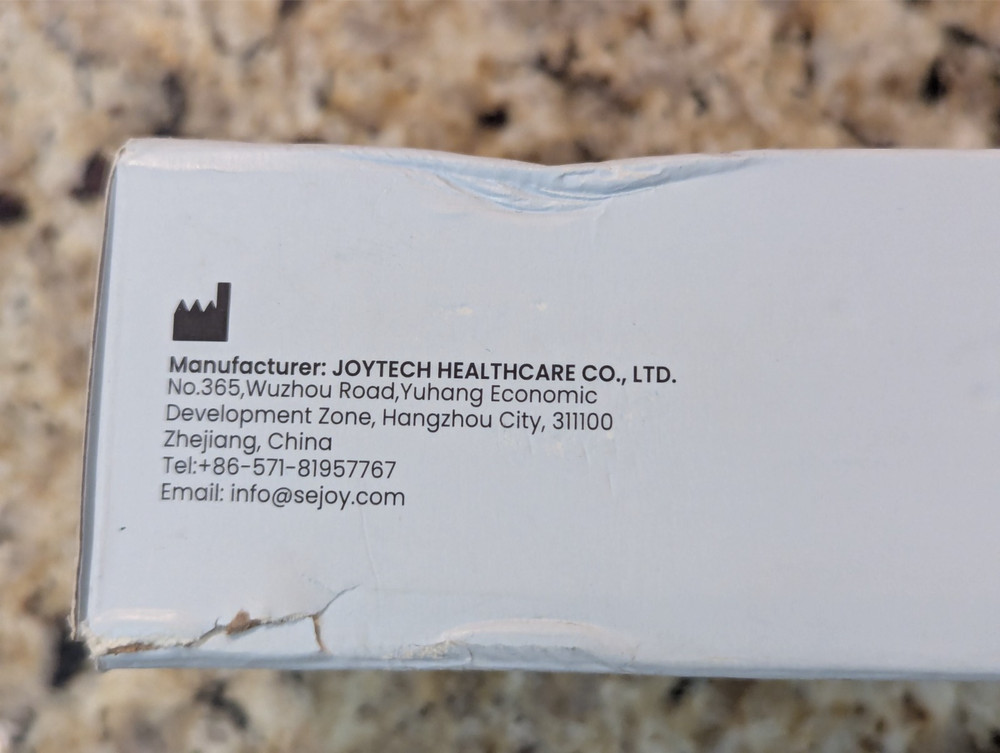 Manufacturer: JOYTECH HEALTHCARE CO., LTD.
No.365,Wuzhou Road,Yuhang Economic
Development Zone, Hangzhou City, 311100
Zhejiang, China
Tel:+86-571-81957767
Email: info@sejoy.com